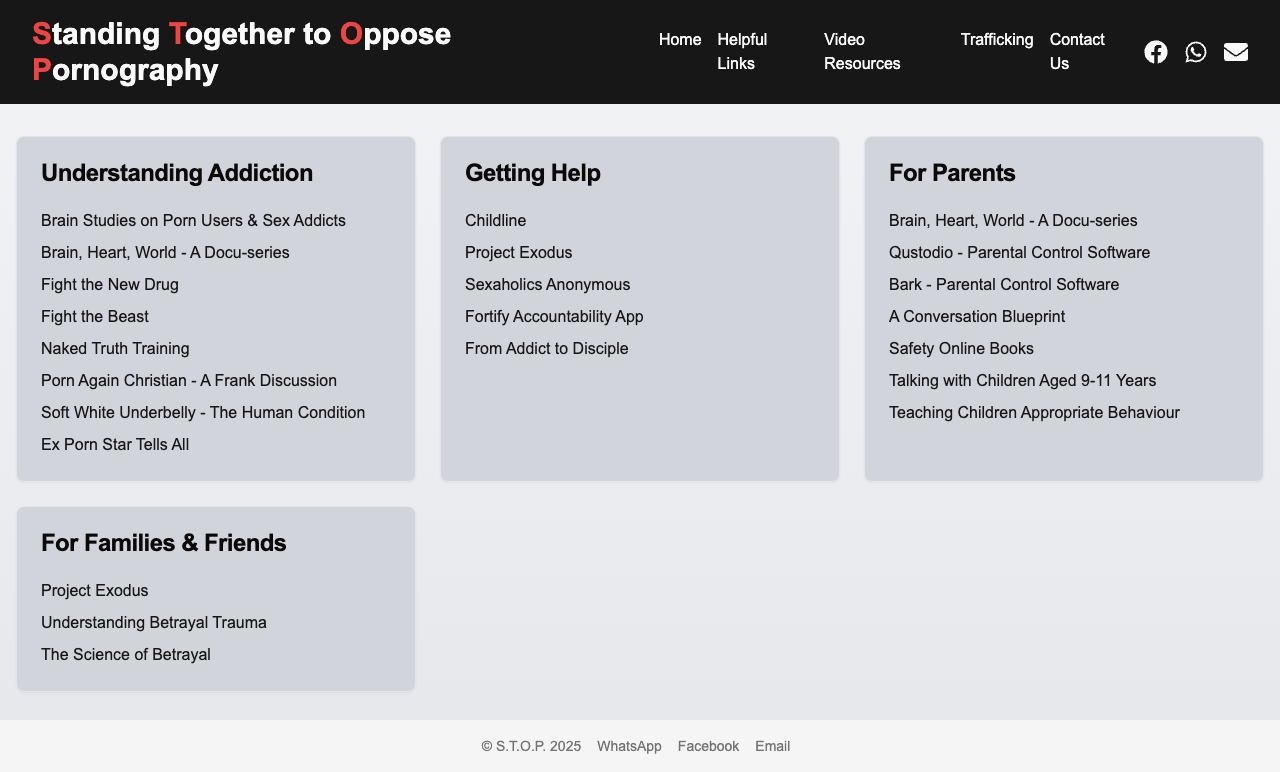 Standing Together to Oppose
Pornography
Home
Helpful
Links
Video
Resources
Trafficking
Contact
Us
Understanding Addiction
Brain Studies on Porn Users & Sex Addicts
Brain, Heart, World - A Docu-series
Fight the New Drug
Fight the Beast
Naked Truth Training
Porn Again Christian - A Frank Discussion
Soft White Underbelly - The Human Condition
Ex Porn Star Tells All
Getting Help
Childline
Project Exodus
Sexaholics Anonymous
Fortify Accountability App
From Addict to Disciple
For Parents
Brain, Heart, World - A Docu-series
Qustodio - Parental Control Software
Bark - Parental Control Software
A Conversation Blueprint
Safety Online Books
Talking with Children Aged 9-11 Years
Teaching Children Appropriate Behaviour
For Families & Friends
Project Exodus
Understanding Betrayal Trauma
The Science of Betrayal
© S.T.O.P. 2025 WhatsApp Facebook Email